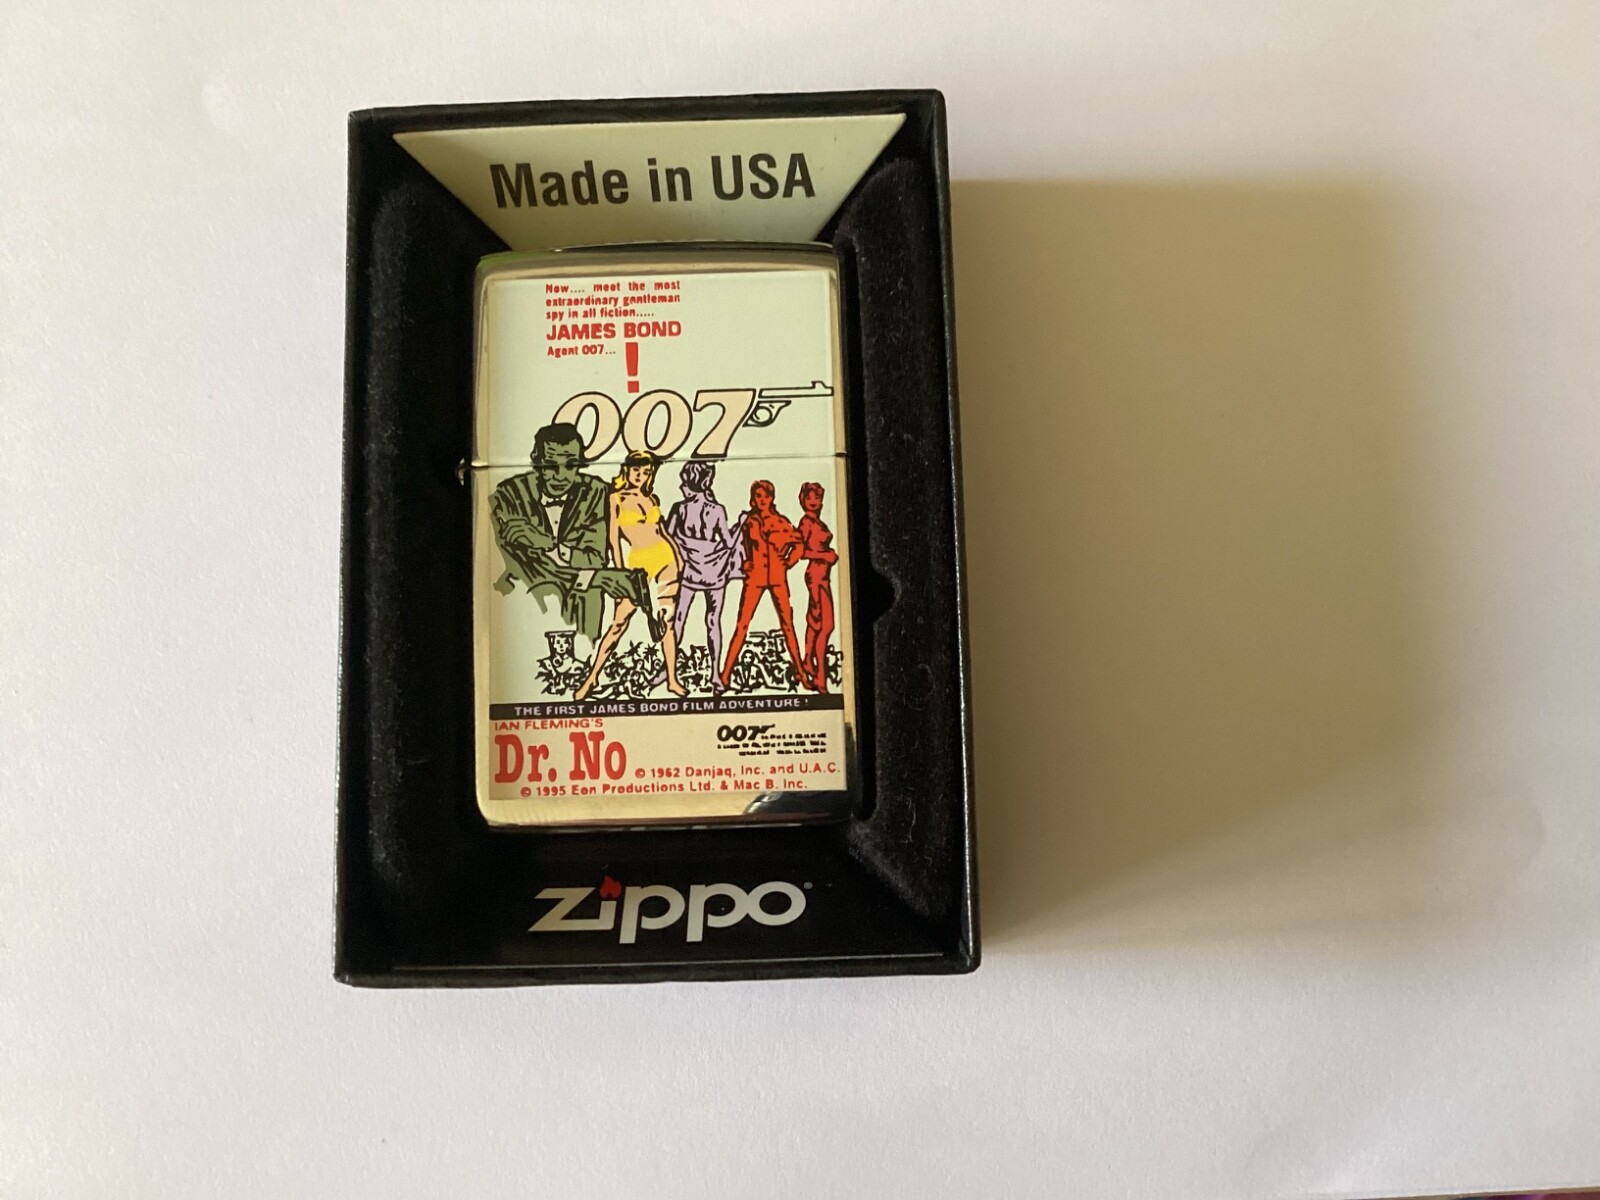 Made in USA
Now.... meet the most
extraordinary gentleman
spy in all fiction.....
JAMES BOND
Agent 007...
!
007
THE FIRST JAMES BOND FILM ADVENTURE!
IAN FLEMING'S
Dr. No
007
© 1962 Danjaq, Inc. and U.A.C.
© 1995 Eon Productions Ltd. & Mac B. Inc.
zippo